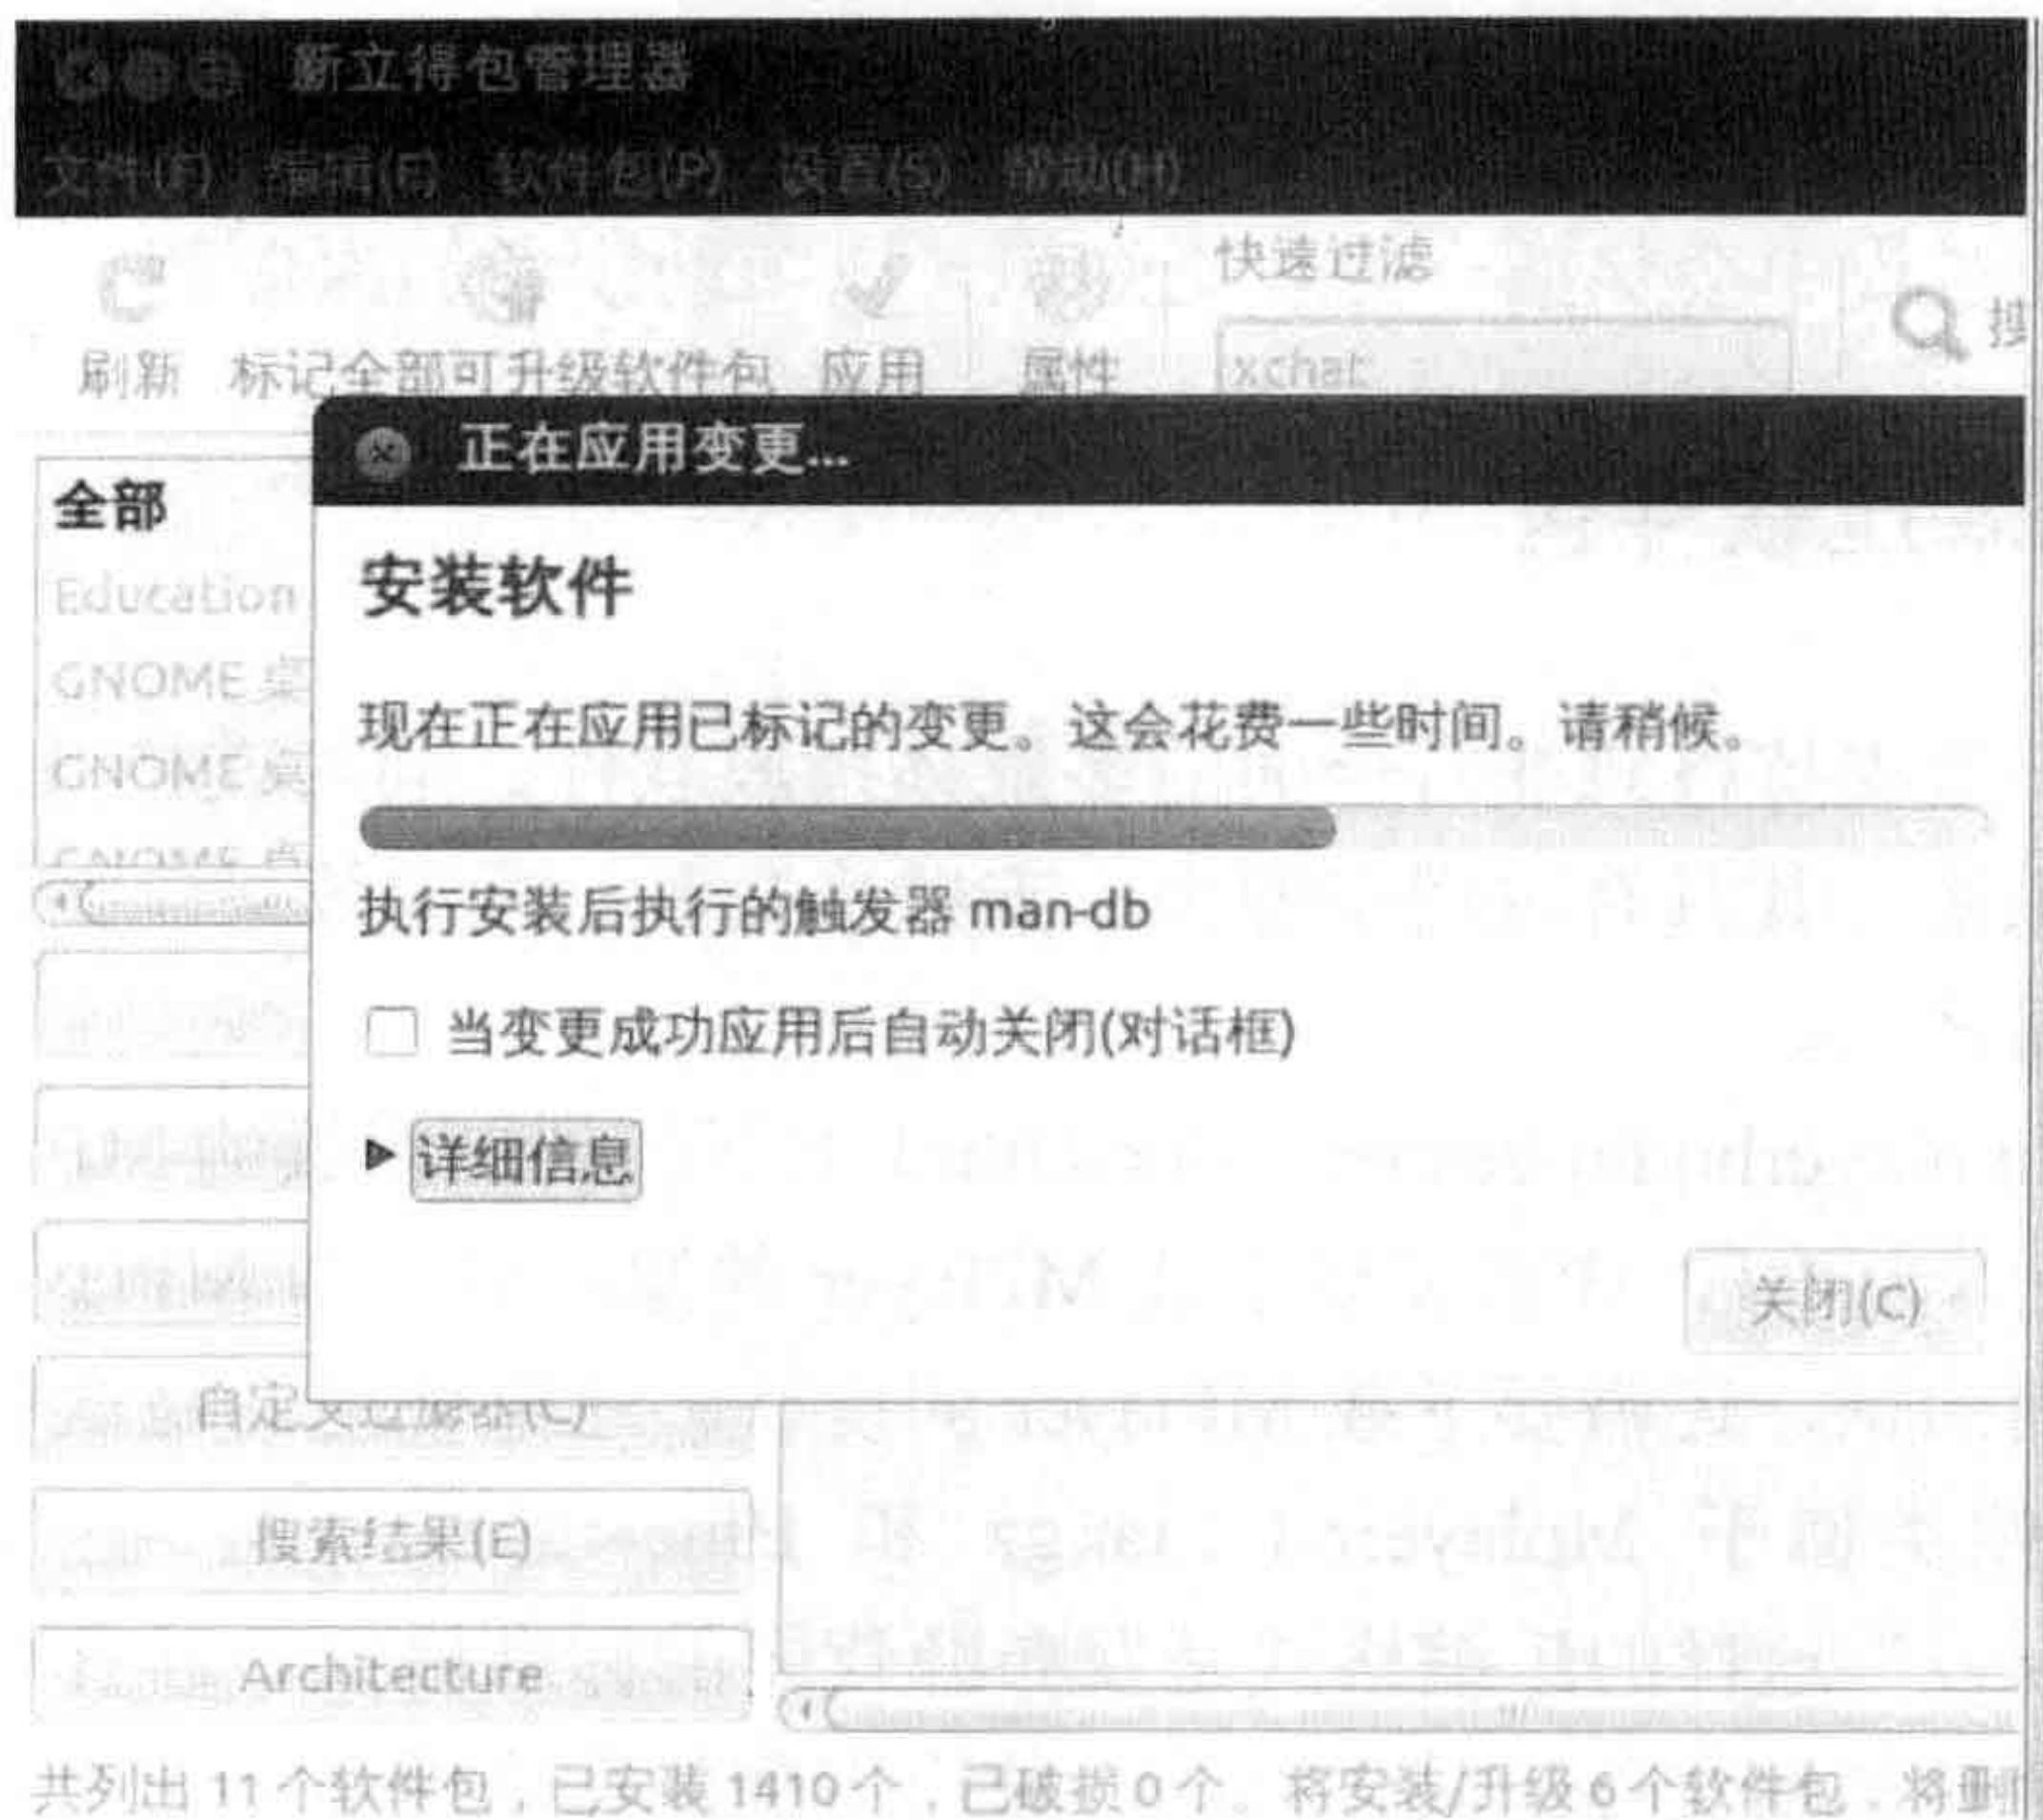 新立得包管理器
文件(F) 编辑(E) 软件包(P) 设置(S) 帮助(H)
快速过滤
刷新 标记全部可升级软件包 应用 属性 xchat
正在应用变更...
全部
Education
GNOME 桌
GNOME 桌
安装软件
现在正在应用已标记的变更。这会花费一些时间。请稍候。
执行安装后执行的触发器 man-db
当变更成功应用后自动关闭(对话框)
详细信息
关闭(C)
自定义过滤器(C)
搜索结果(E)
Architecture
共列出 11 个软件包，已安装 1410 个，已破损 0 个。将安装/升级 6 个软件包，将删